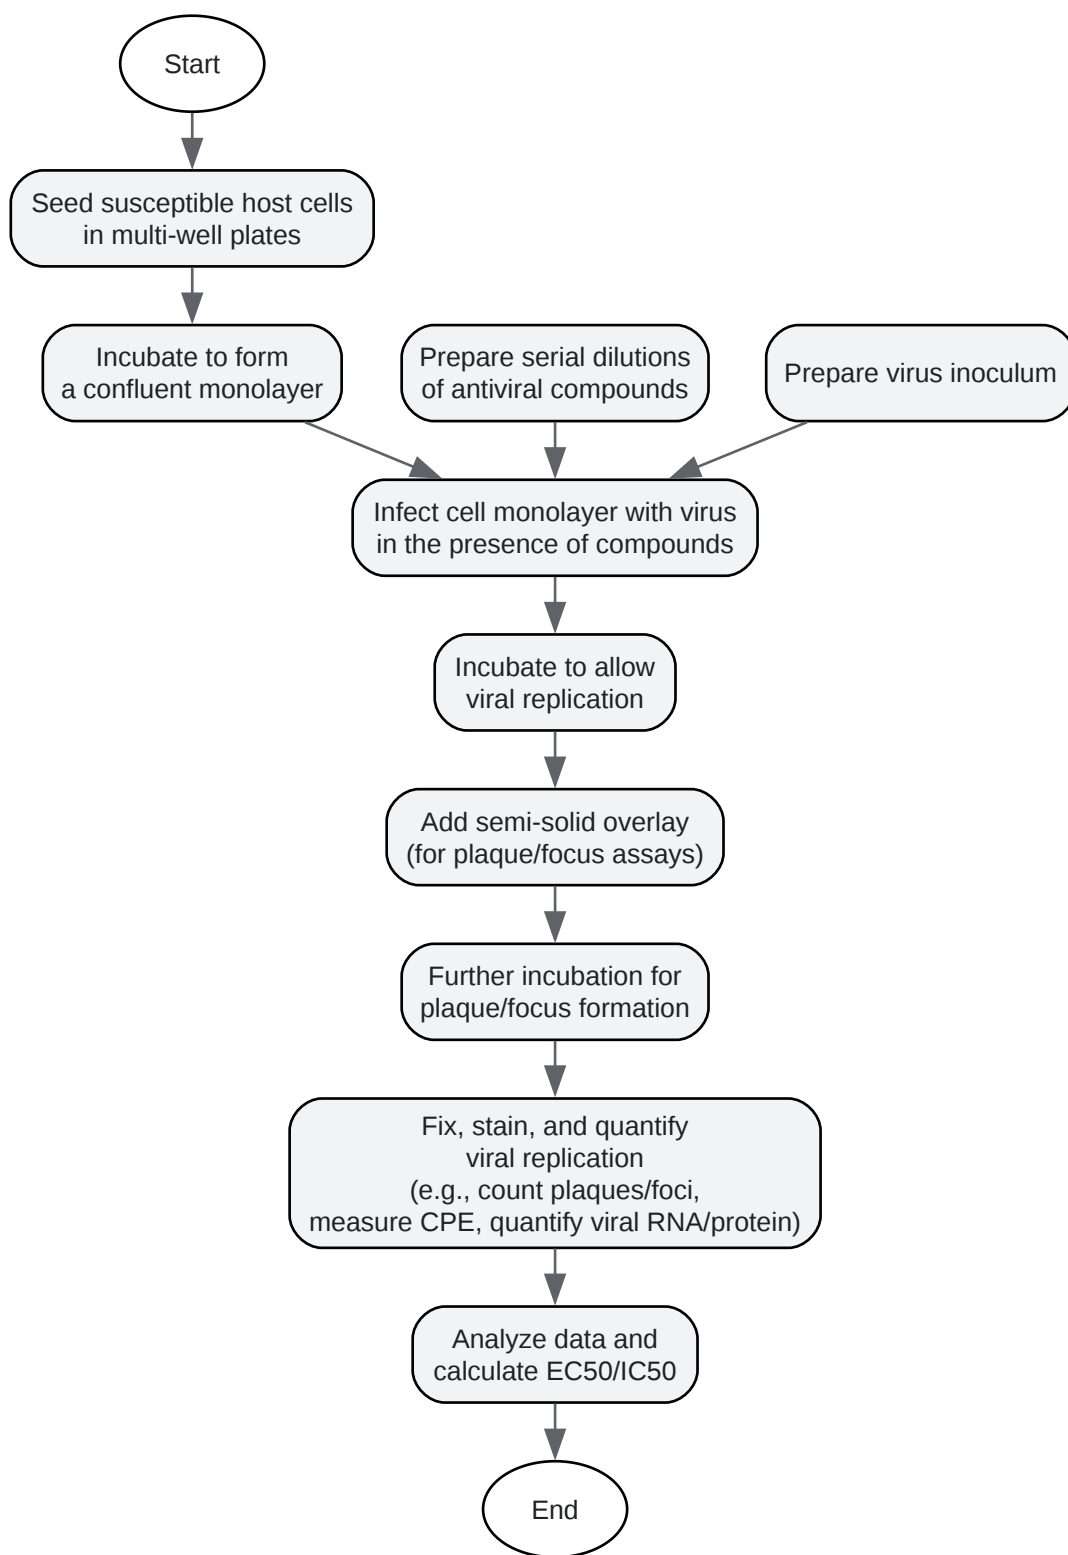 Start
Seed susceptible host cells
in multi-well plates
Incubate to form
a confluent monolayer
Prepare serial dilutions
of antiviral compounds
Prepare virus inoculum
Infect cell monolayer with virus
in the presence of compounds
Incubate to allow
viral replication
Add semi-solid overlay
(for plaque/focus assays)
Further incubation for
plaque/focus formation
Fix, stain, and quantify
viral replication
(e.g., count plaques/foci,
measure CPE, quantify viral RNA/protein)
Analyze data and
calculate EC50/IC50
End